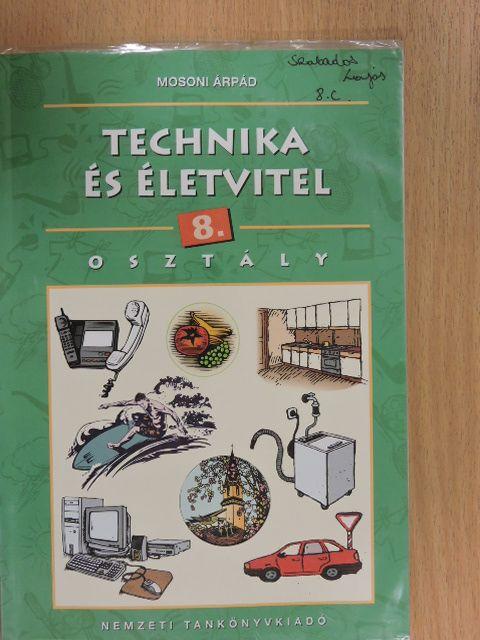 MOSONI ÁRPÁD
Szabados
Lajos
8.c.
TECHNIKA
ÉS ÉLETVITEL
8.
OSZTÁLY
NEMZETI TANKÖNYVKIADÓ